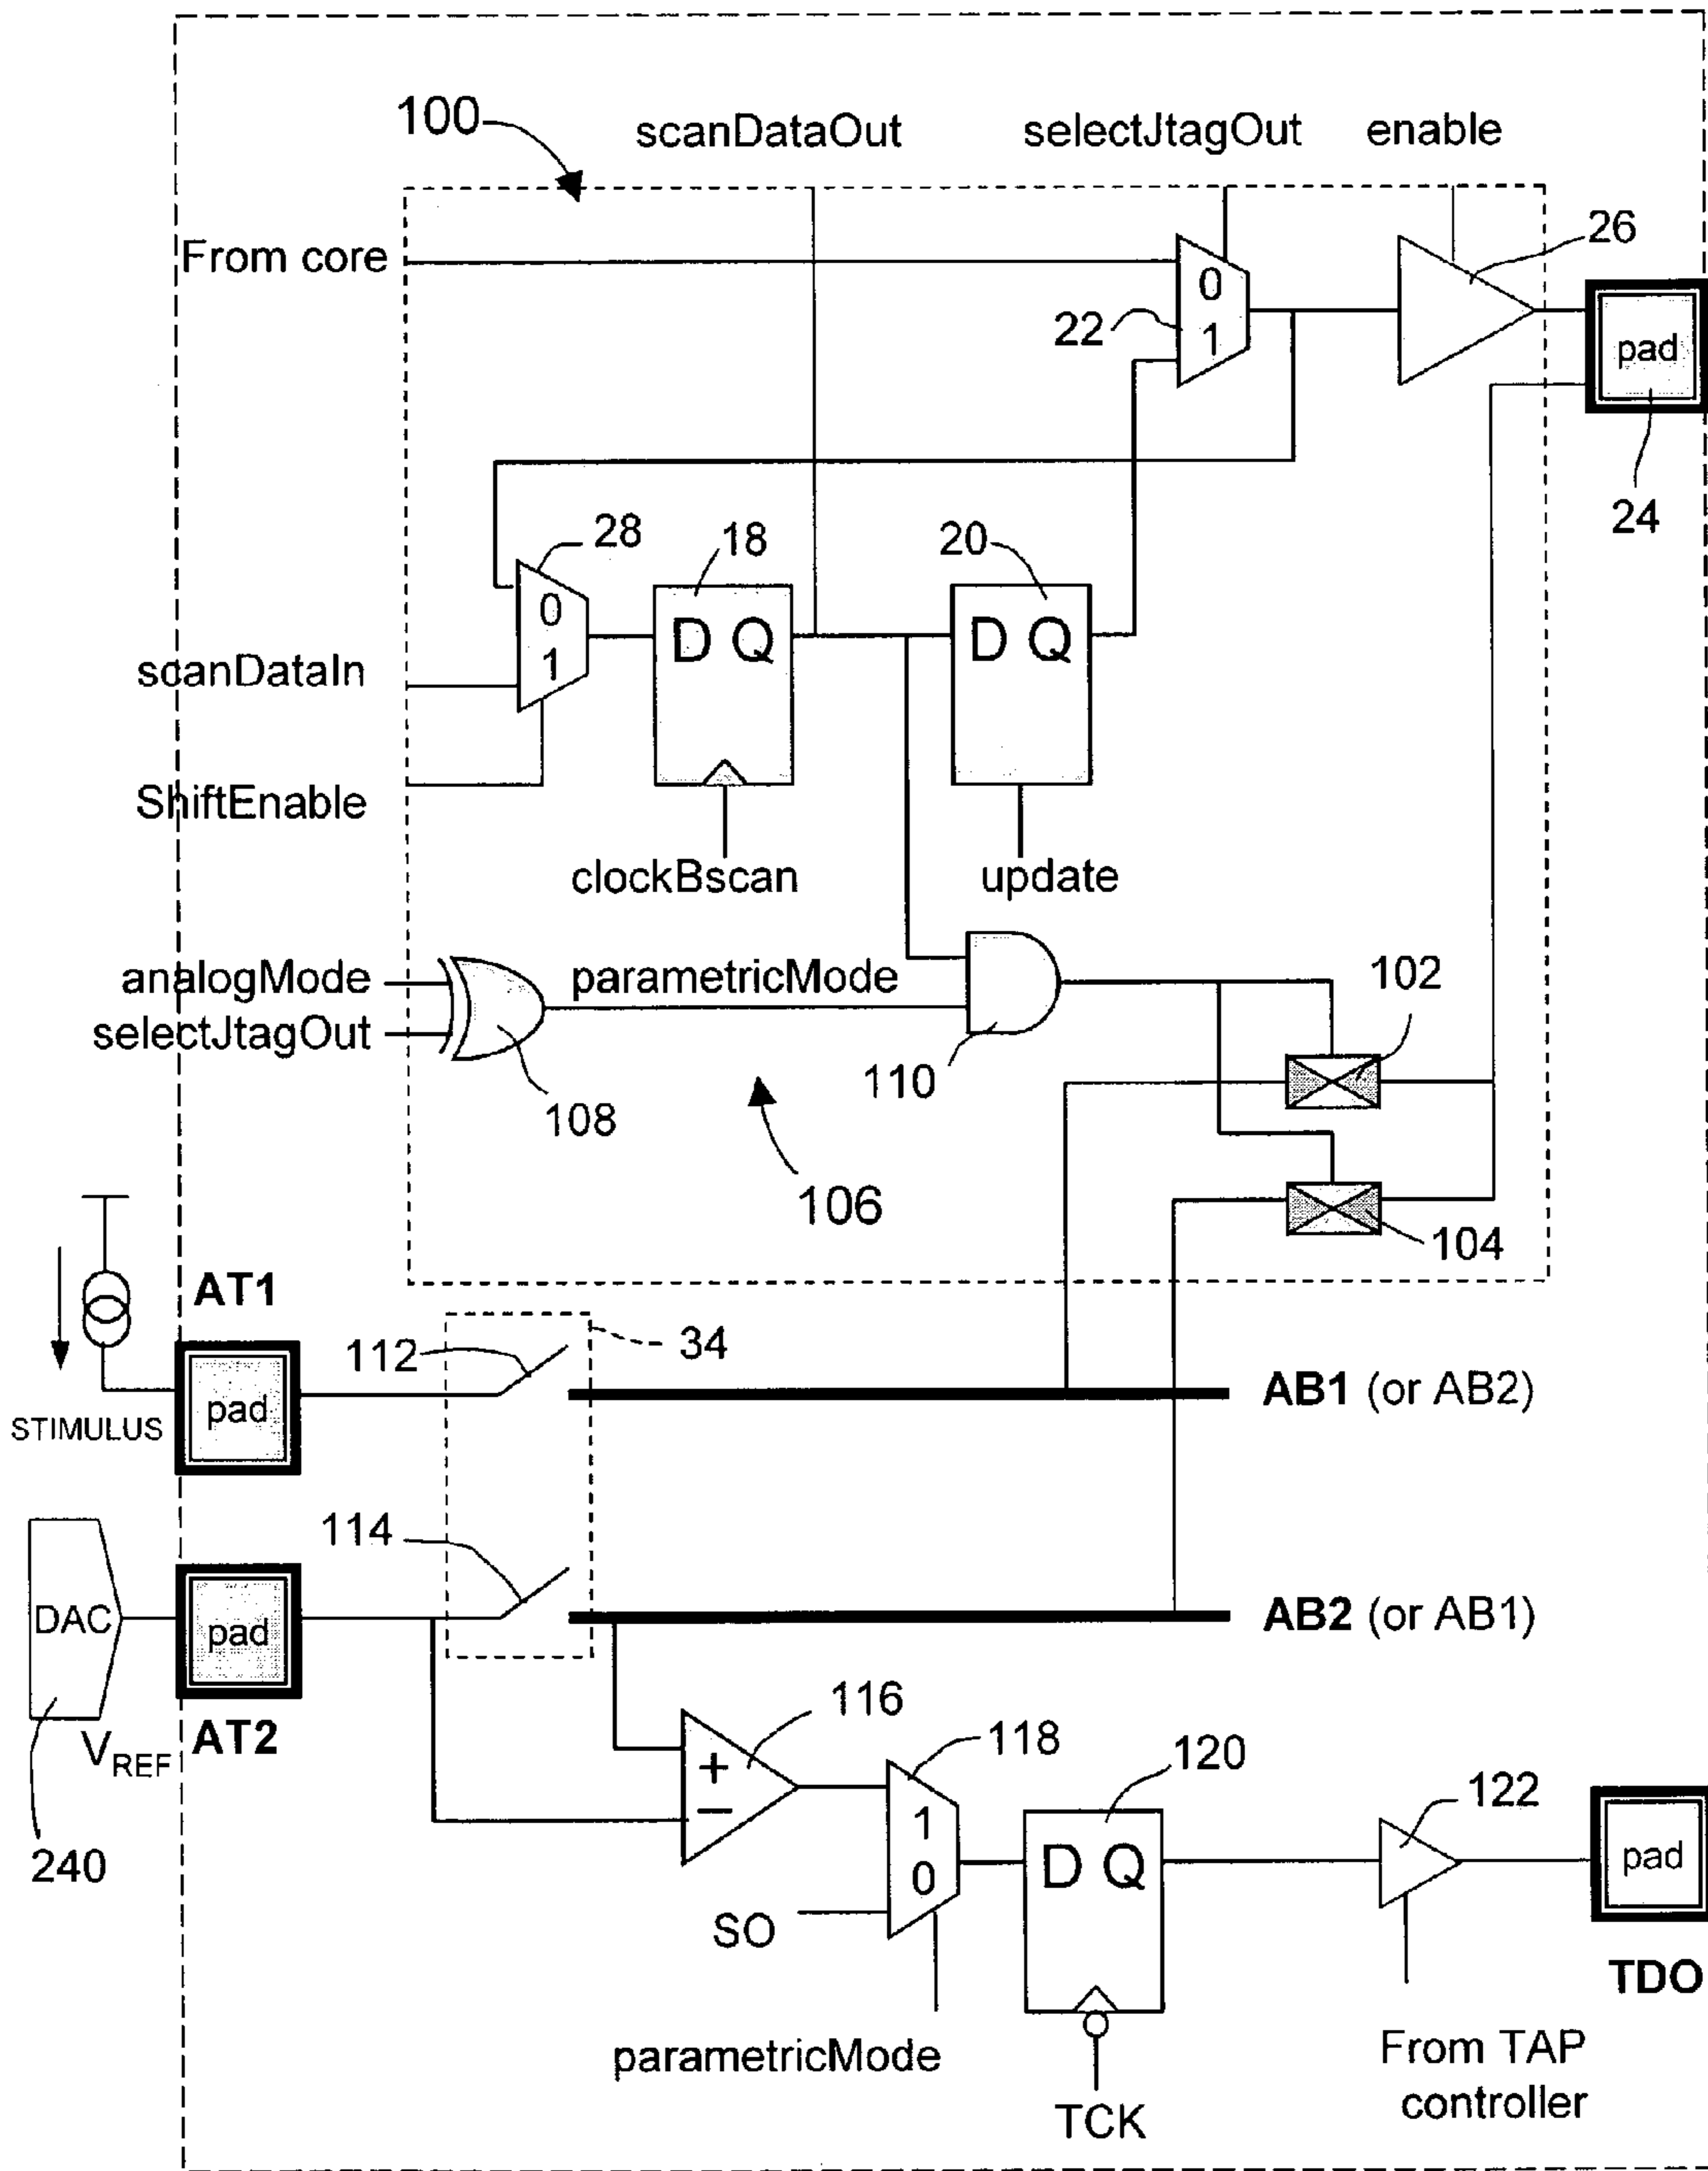 100
scanDataOut
selectJtagOut
enable
26
From core
0
22
1
pad
24
28
18
20
0
D Q
D Q
1
scanDataIn
ShiftEnable
clockBscan
update
analogMode
parametricMode
102
selectJtagOut
110
108
106
104
AT1
112
34
pad
AB1 (or AB2)
STIMULUS
114
DAC
pad
AB2 (or AB1)
116
VREF
AT2
118
120
+
122
−
1
D Q
pad
240
0
SO
TDO
parametricMode
From TAP
controller
TCK